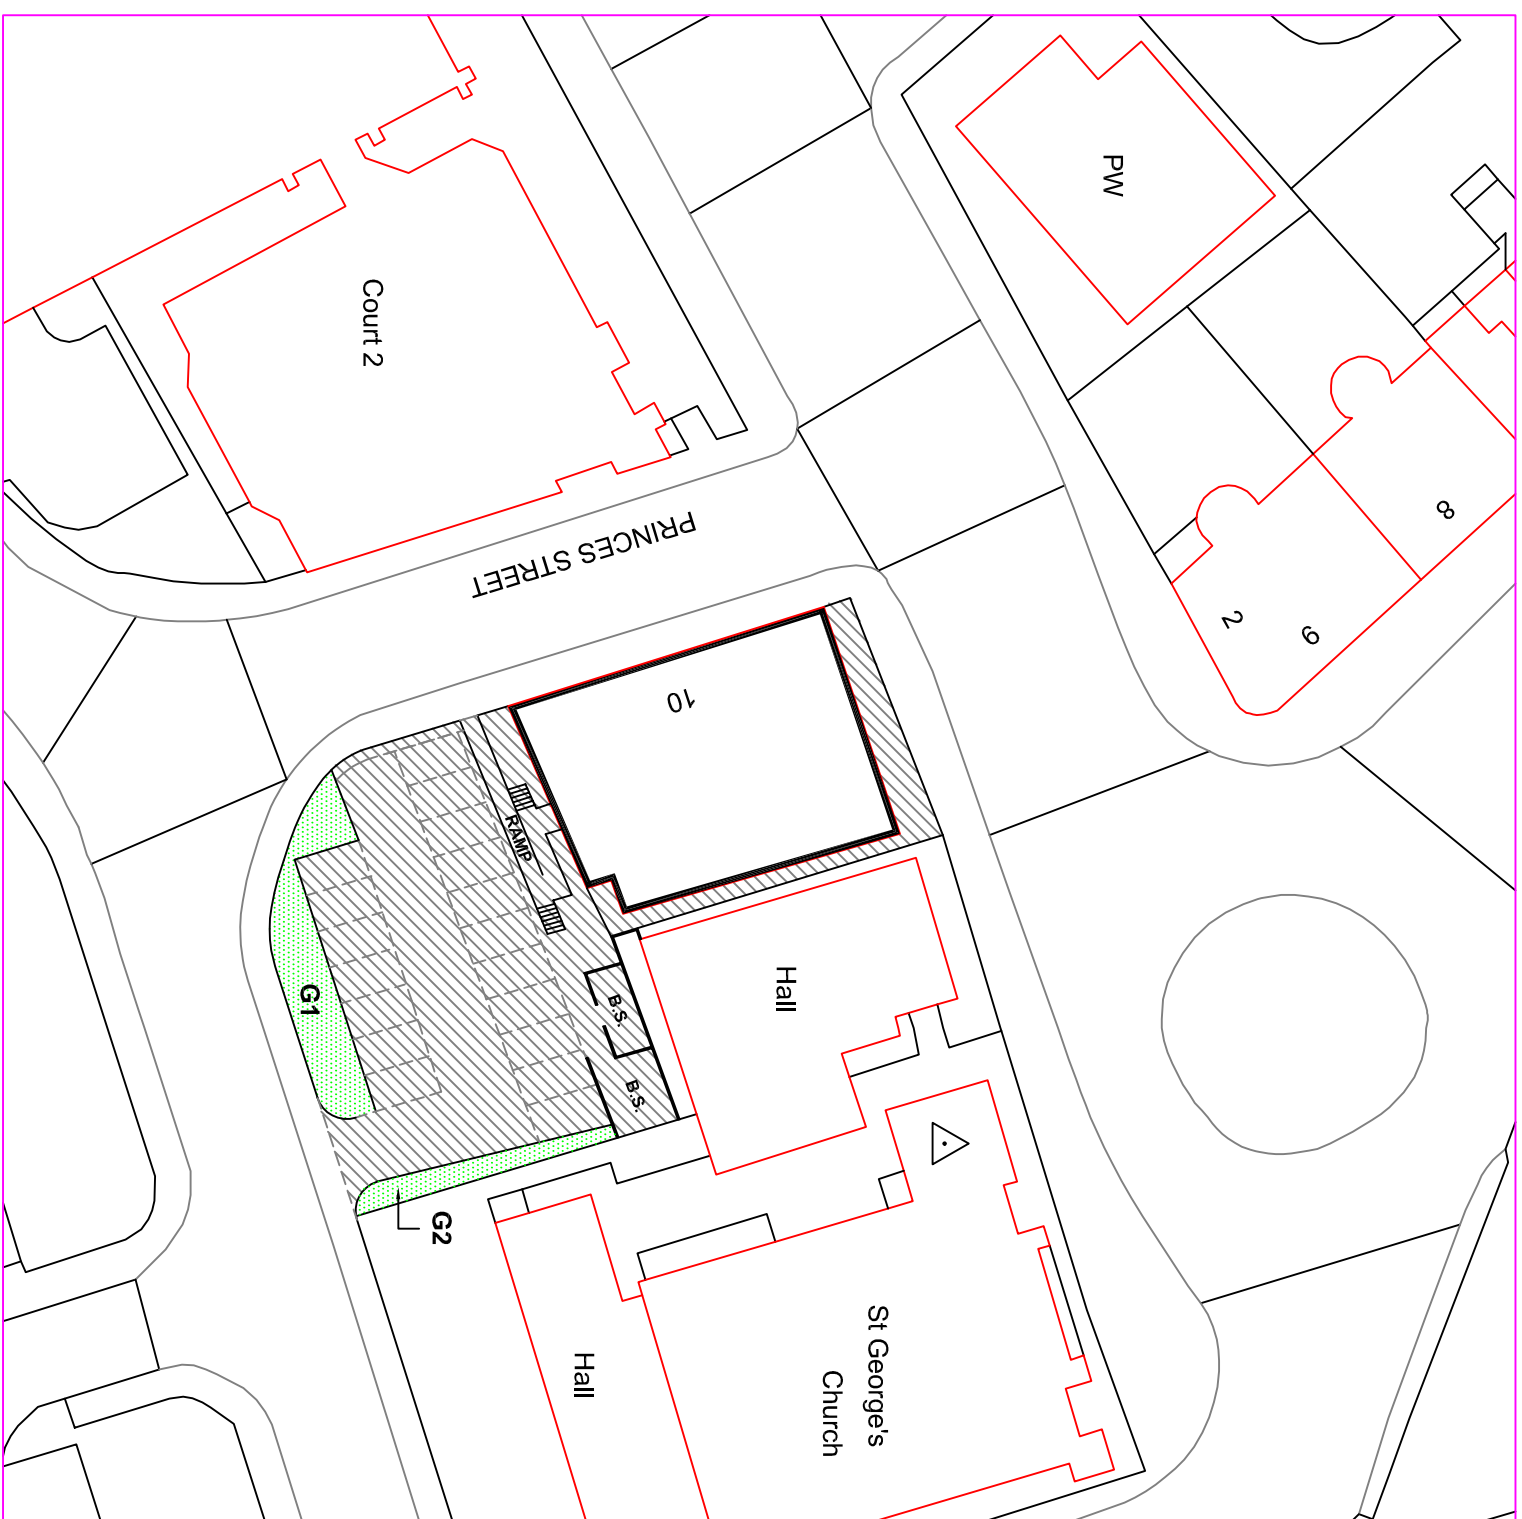 PW
Court 2
PRINCES STREET
8
2
6
10
RAMP
Hall
G1
B.S.
B.S.
G2
St George's
Church
Hall